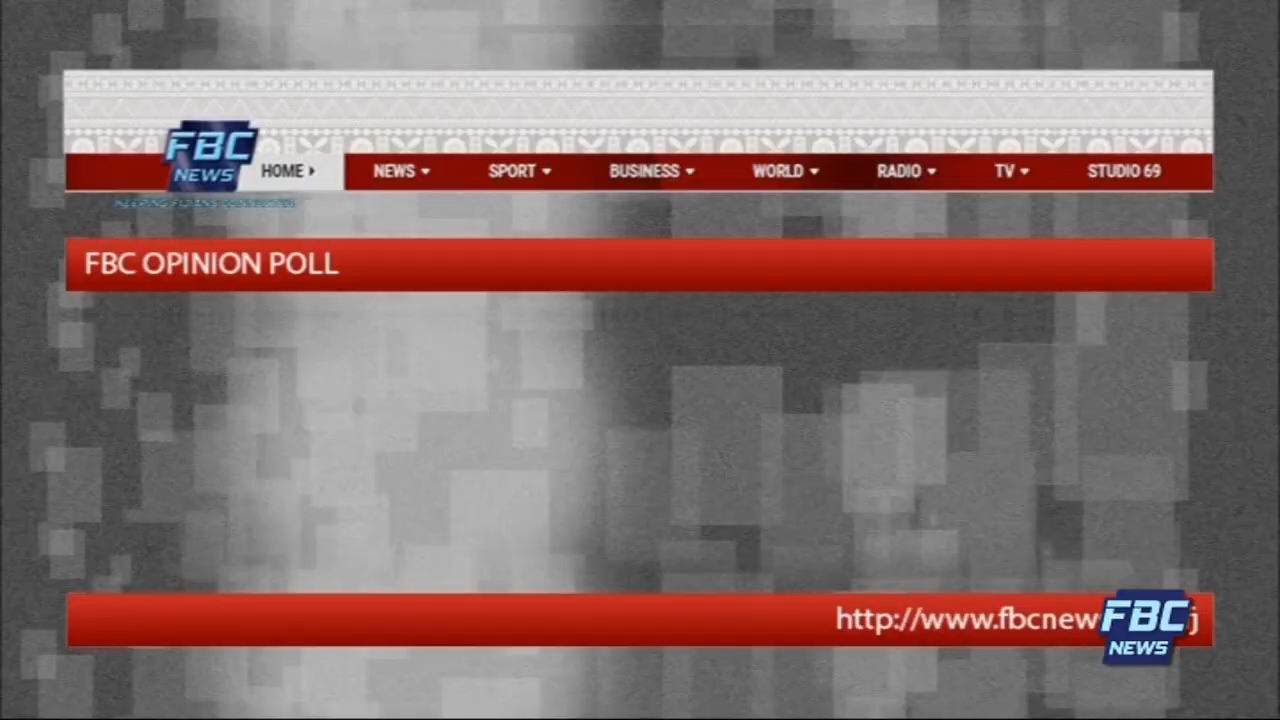 FBC
NEWS
HOME NEWS SPORT BUSINESS WORLD RADIO TV STUDIO 69
FBC OPINION POLL
http://www.fbcnew j
FBC
NEWS